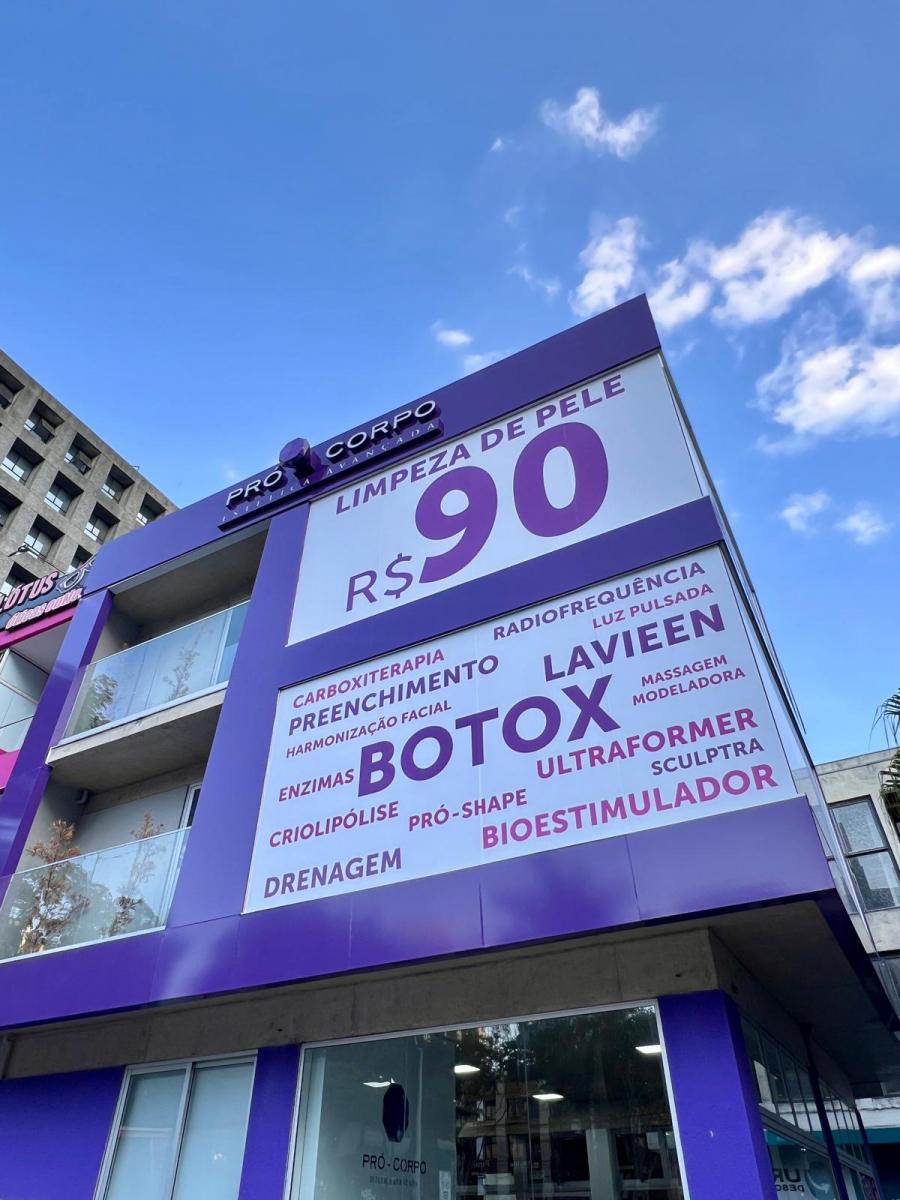 PRÓ CORPO
ESTÉTICA AVANÇADA
LIMPEZA DE PELE
R$90
RADIOFREQUÊNCIA
LUZ PULSADA
CARBOXITERAPIA
LAVIEEN
PREENCHIMENTO
MASSAGEM
MODELADORA
HARMONIZAÇÃO FACIAL
BOTOX
ULTRAFORMER
ENZIMAS
SCULPTRA
CRIOLIPÓLISE
PRÓ-SHAPE
BIOESTIMULADOR
DRENAGEM
LÓTUS
PRÓ-CORPO